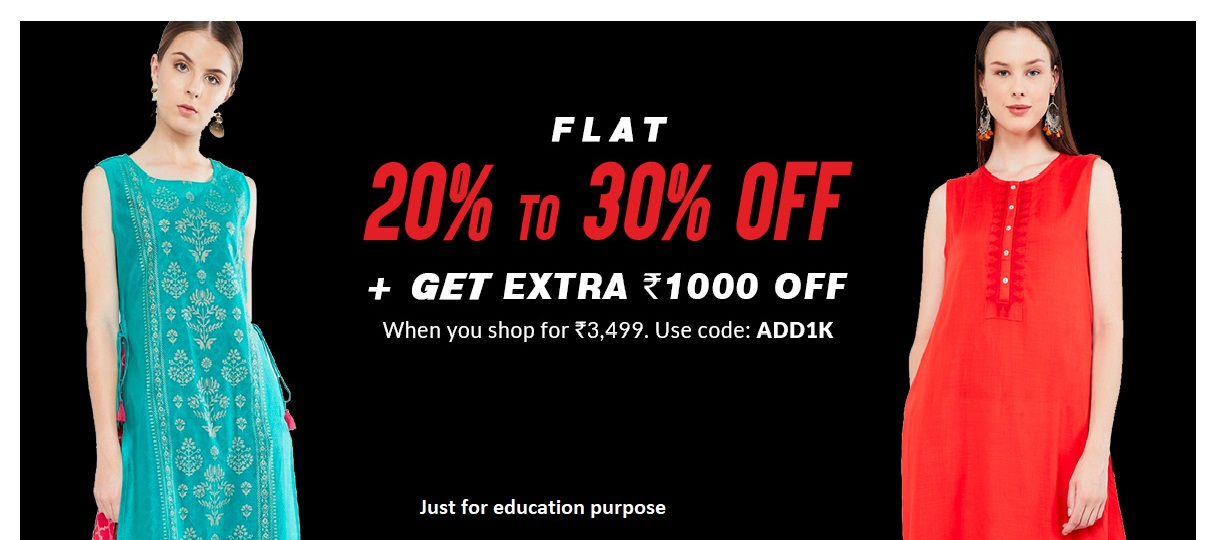 FLAT
20% TO 30% OFF
+ GET EXTRA ₹1000 OFF
When you shop for ₹3,499. Use code: ADD1K
Just for education purpose